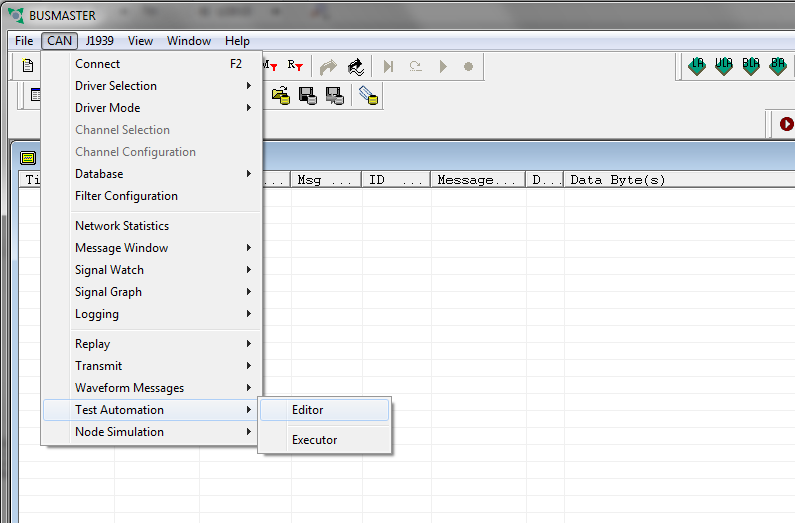 BUSMASTER
File CAN J1939 View Window Help
Connect F2
Driver Selection
Driver Mode
Channel Selection
Channel Configuration
Database
Filter Configuration
Network Statistics
Message Window
Signal Watch
Signal Graph
Logging
Replay
Transmit
Waveform Messages
Test Automation
Node Simulation
Editor
Executor
LA ULA DLA BA
Ti ... Msg ... ID ... Message... D... Data Byte(s)